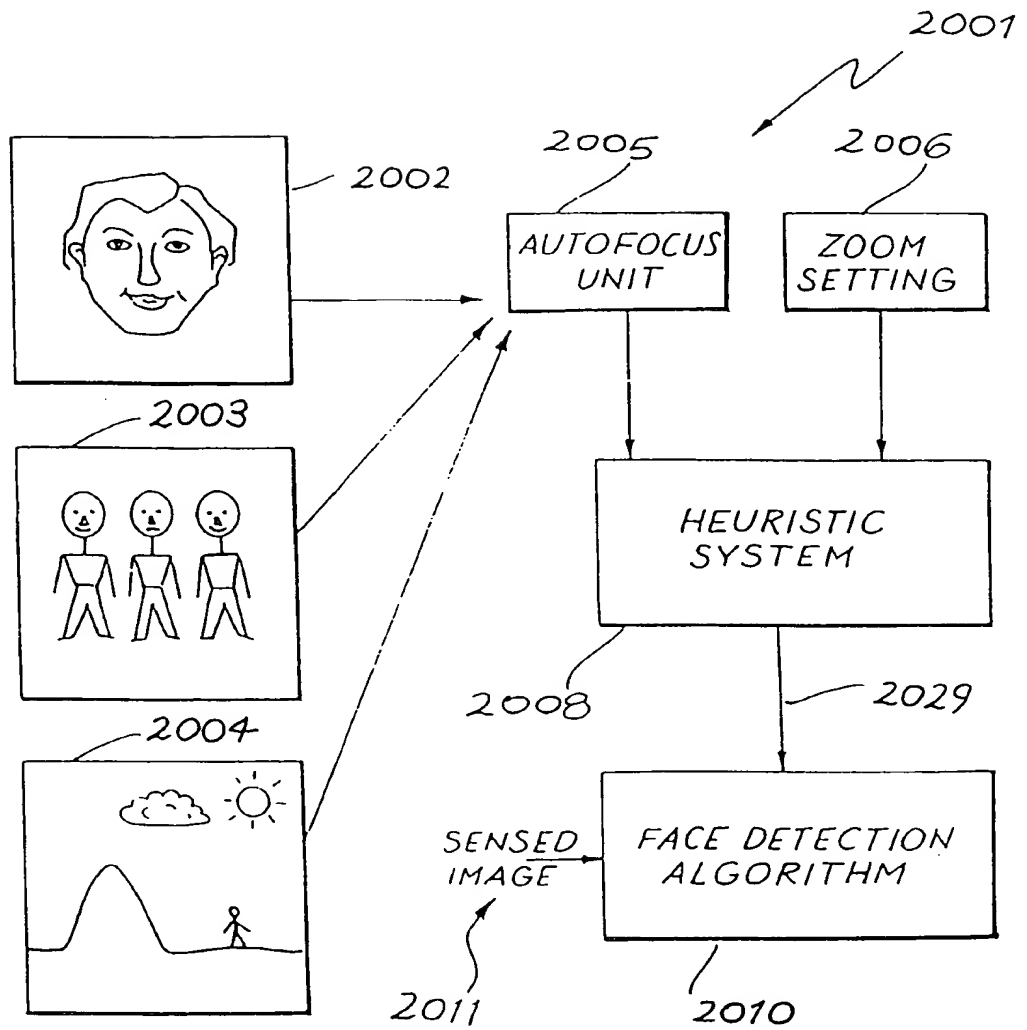 2001
2005
2006
2002
AUTOFOCUS
UNIT
ZOOM
SETTING
2003
HEURISTIC
SYSTEM
2008
2029
2004
SENSED
IMAGE
FACE DETECTION
ALGORITHM
2011
2010